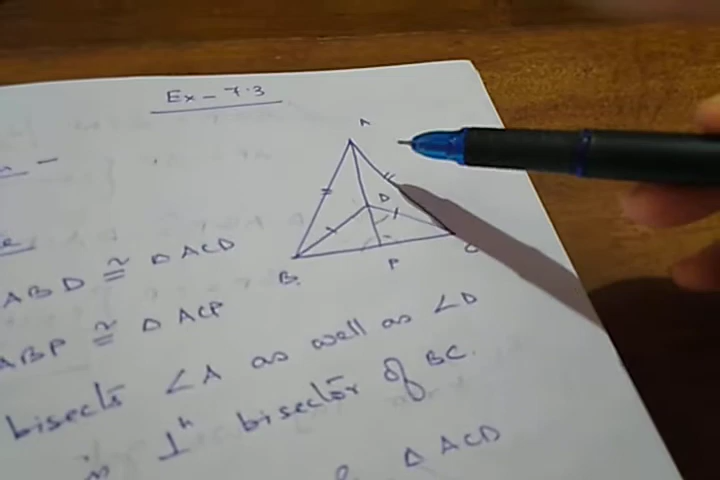 Ex - 7.3
A
D
B
P
C
ABD ≅ Δ ACD
ABP ≅ Δ ACP
bisects ∠A as well as ∠D
⊥ʰ bisector of BC.
Δ ACD